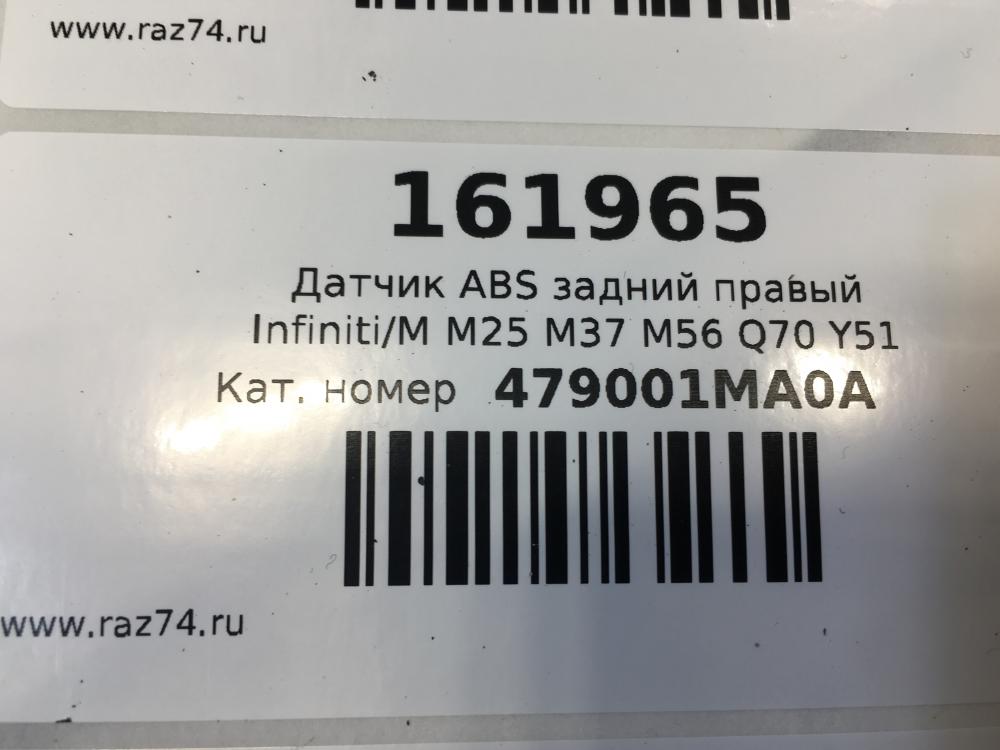 www.raz74.ru
161965
Датчик ABS задний правый
Infiniti/M M25 M37 M56 Q70 Y51
Кат. номер 479001MA0A
www.raz74.ru